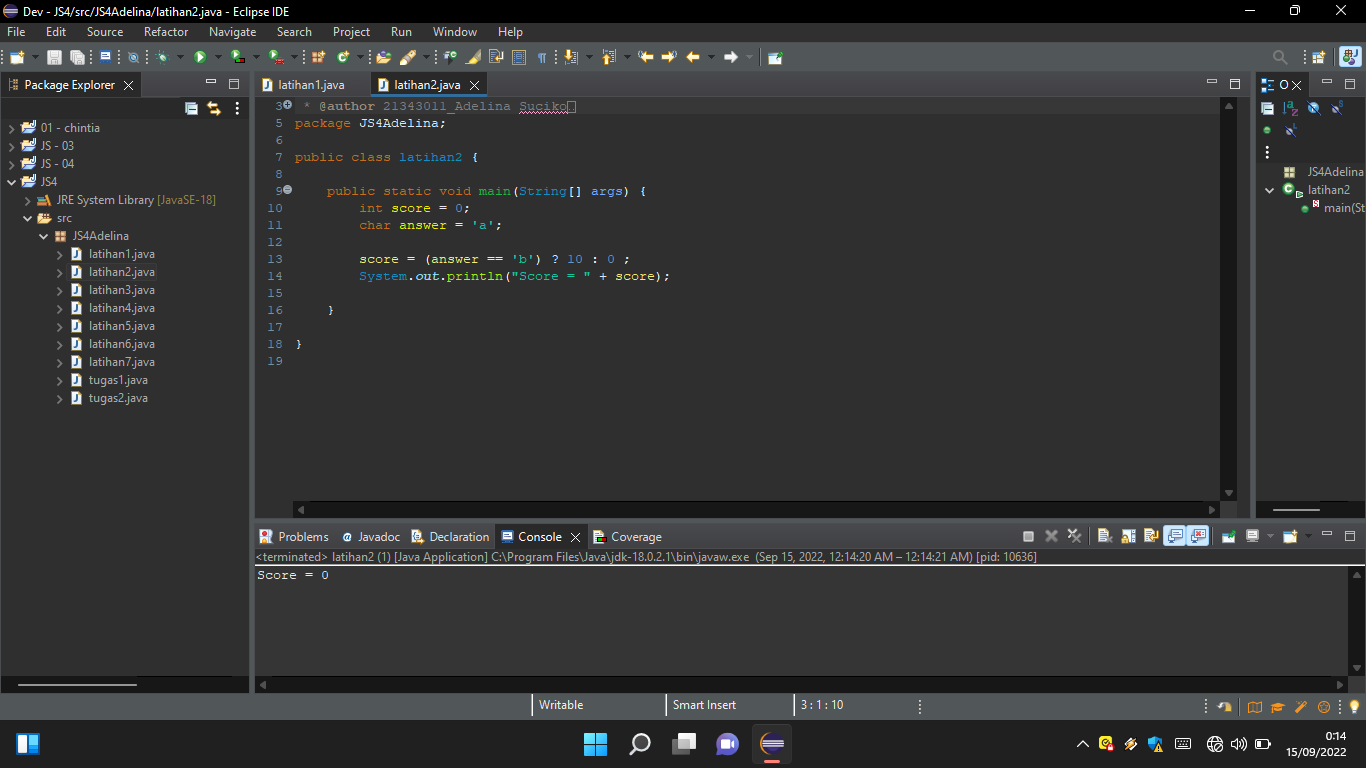 Dev - JS4/src/JS4Adelina/latihan2.java - Eclipse IDE
File Edit Source Refactor Navigate Search Project Run Window Help
Package Explorer
latihan1.java
latihan2.java
O
01 - chintia
JS - 03
JS - 04
JS4
JRE System Library [JavaSE-18]
src
JS4Adelina
latihan1.java
latihan2.java
latihan3.java
latihan4.java
latihan5.java
latihan6.java
latihan7.java
tugas1.java
tugas2.java
3 * @author 21343011_Adelina Suciko
5 package JS4Adelina;
6
7 public class latihan2 {
8
9 public static void main(String[] args) {
10 int score = 0;
11 char answer = 'a';
12
13 score = (answer == 'b') ? 10 : 0 ;
14 System.out.println("Score = " + score);
15
16 }
17
18 }
19
JS4Adelina
latihan2
main(St
Problems @ Javadoc Declaration Console Coverage
<terminated> latihan2 (1) [Java Application] C:\Program Files\Java\jdk-18.0.2.1\bin\javaw.exe (Sep 15, 2022, 12:14:20 AM – 12:14:21 AM) [pid: 10636]
Score = 0
Writable Smart Insert 3 : 1 : 10
0:14
15/09/2022